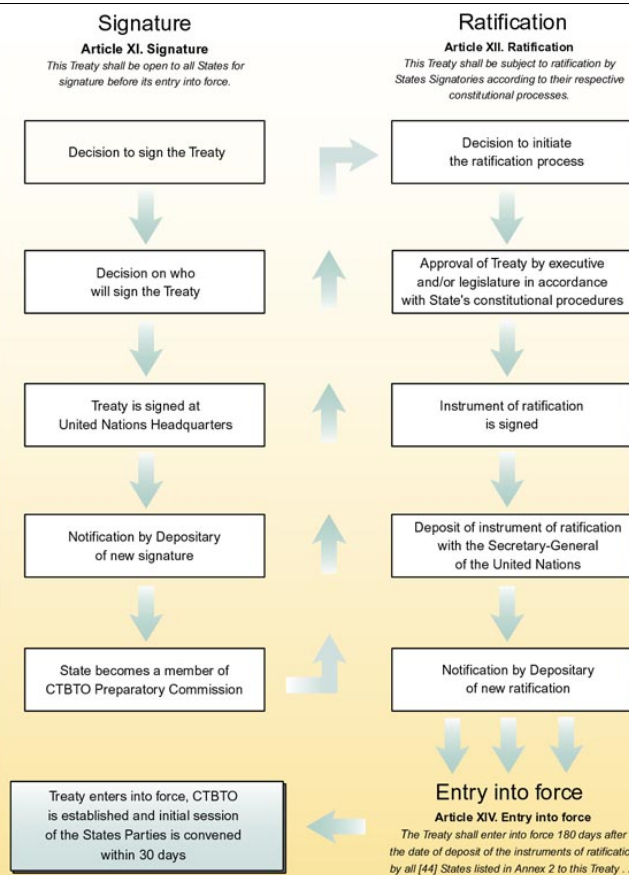 Signature
Article XI. Signature
This Treaty shall be open to all States for
signature before its entry into force.
Decision to sign the Treaty
Decision on who
will sign the Treaty
Treaty is signed at
United Nations Headquarters
Notification by Depositary
of new signature
State becomes a member of
CTBTO Preparatory Commission
Ratification
Article XII. Ratification
This Treaty shall be subject to ratification by
States Signatories according to their respective
constitutional processes.
Decision to initiate
the ratification process
Approval of Treaty by executive
and/or legislature in accordance
with State's constitutional procedures
Instrument of ratification
is signed
Deposit of instrument of ratification
with the Secretary-General
of the United Nations
Notification by Depositary
of new ratification
Entry into force
Article XIV. Entry into force
The Treaty shall enter into force 180 days after
the date of deposit of the instruments of ratificatio
by all [44] States listed in Annex 2 to this Treaty . .
Treaty enters into force, CTBTO
is established and initial session
of the States Parties is convened
within 30 days